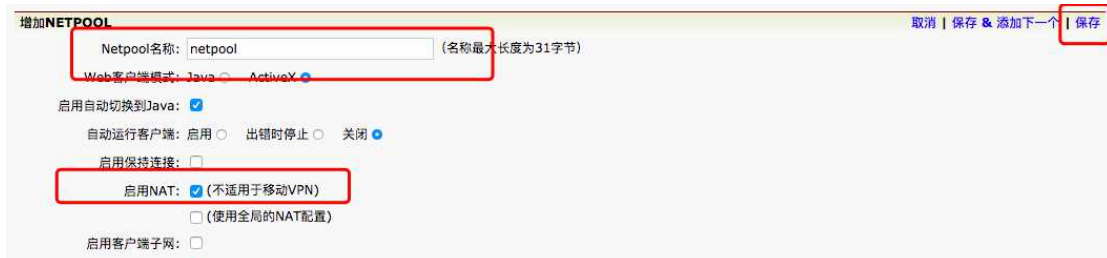 增加NETPOOL 取消 | 保存 & 添加下一个 | 保存
Netpool名称: netpool (名称最大长度为31字节)
Web客户端模式: Java ActiveX
启用自动切换到Java:
自动运行客户端: 启用 出错时停止 关闭
启用保持连接:
启用NAT: (不适用于移动VPN)
(使用全局的NAT配置)
启用客户端子网: